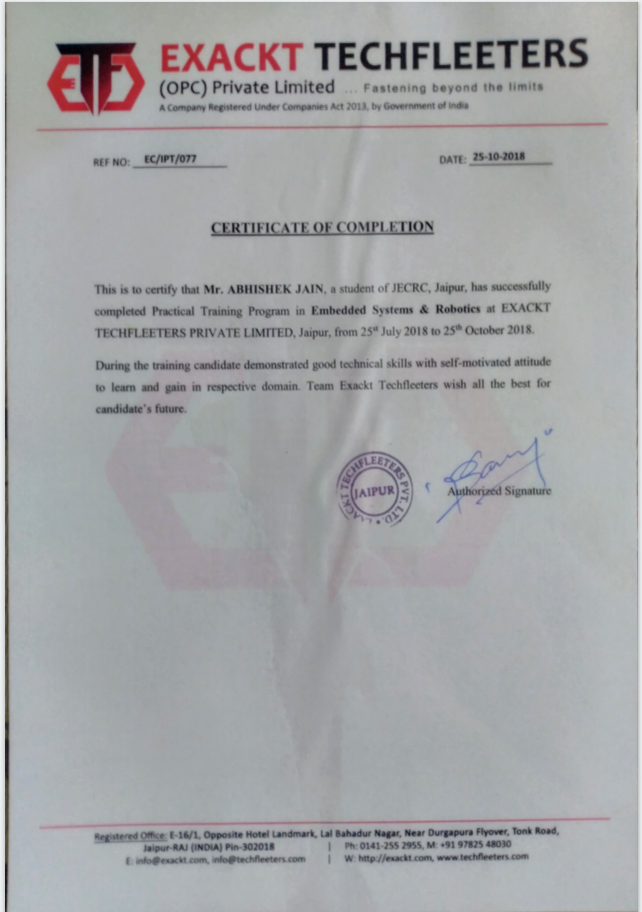 ETF
EXACKT TECHFLEETERS
(OPC) Private Limited ... Fastening beyond the limits
A Company Registered Under Companies Act 2013, by Government of India
REF NO: EC/IPT/077 DATE: 25-10-2018
CERTIFICATE OF COMPLETION
This is to certify that Mr. ABHISHEK JAIN, a student of JECRC, Jaipur, has successfully
completed Practical Training Program in Embedded Systems & Robotics at EXACKT
TECHFLEETERS PRIVATE LIMITED, Jaipur, from 25st July 2018 to 25th October 2018.
During the training candidate demonstrated good technical skills with self-motivated attitude
to learn and gain in respective domain. Team Exackt Techfleeters wish all the best for
candidate's future.
EXACKT TECHFLEETERS PVT. LTD
JAIPUR
Authorized Signature
Registered Office: E-16/1, Opposite Hotel Landmark, Lal Bahadur Nagar, Near Durgapura Flyover, Tonk Road,
Jaipur-RAJ (INDIA) Pin-302018 | Ph: 0141-255 2955, M: +91 97825 48030
E: info@exackt.com, info@techfleeters.com | W: http://exackt.com, www.techfleeters.com